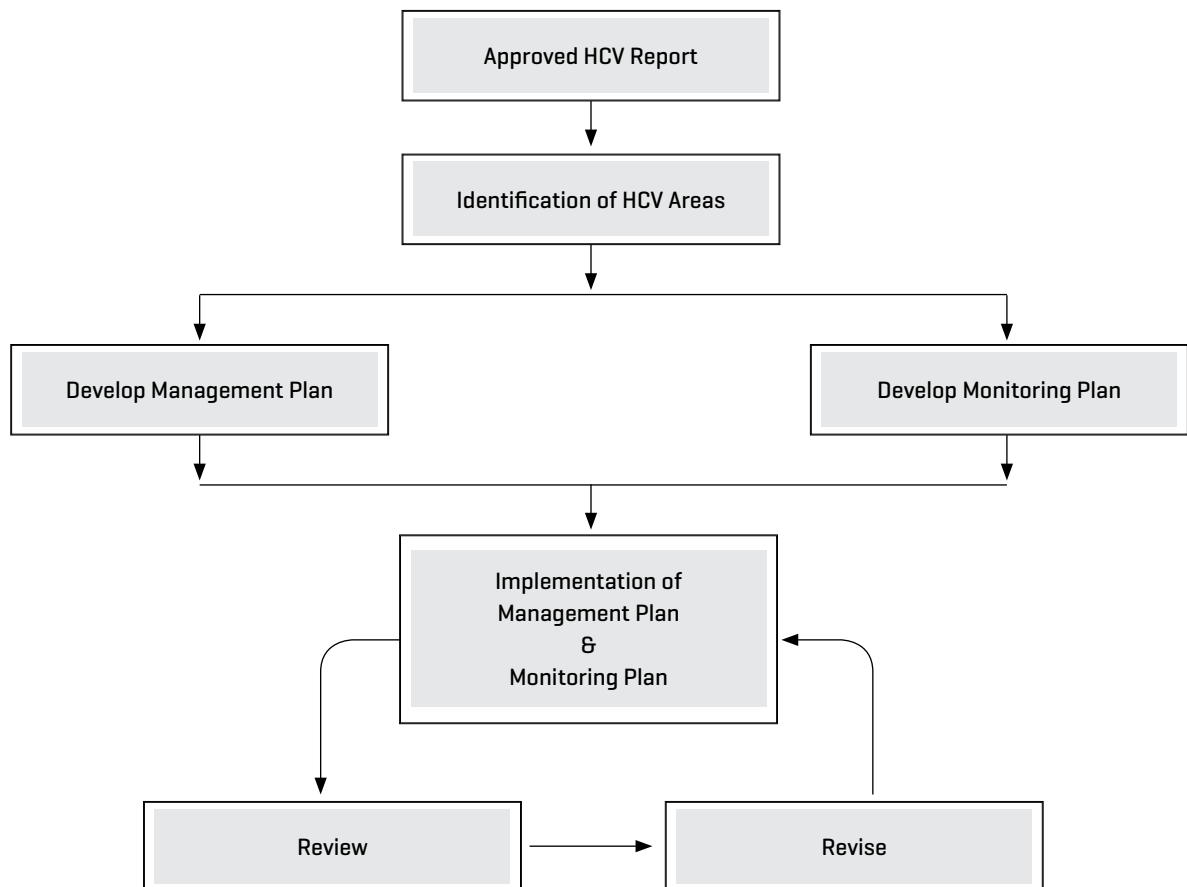 Approved HCV Report
Identification of HCV Areas
Develop Management Plan
Develop Monitoring Plan
Implementation of
Management Plan
&
Monitoring Plan
Review
Revise